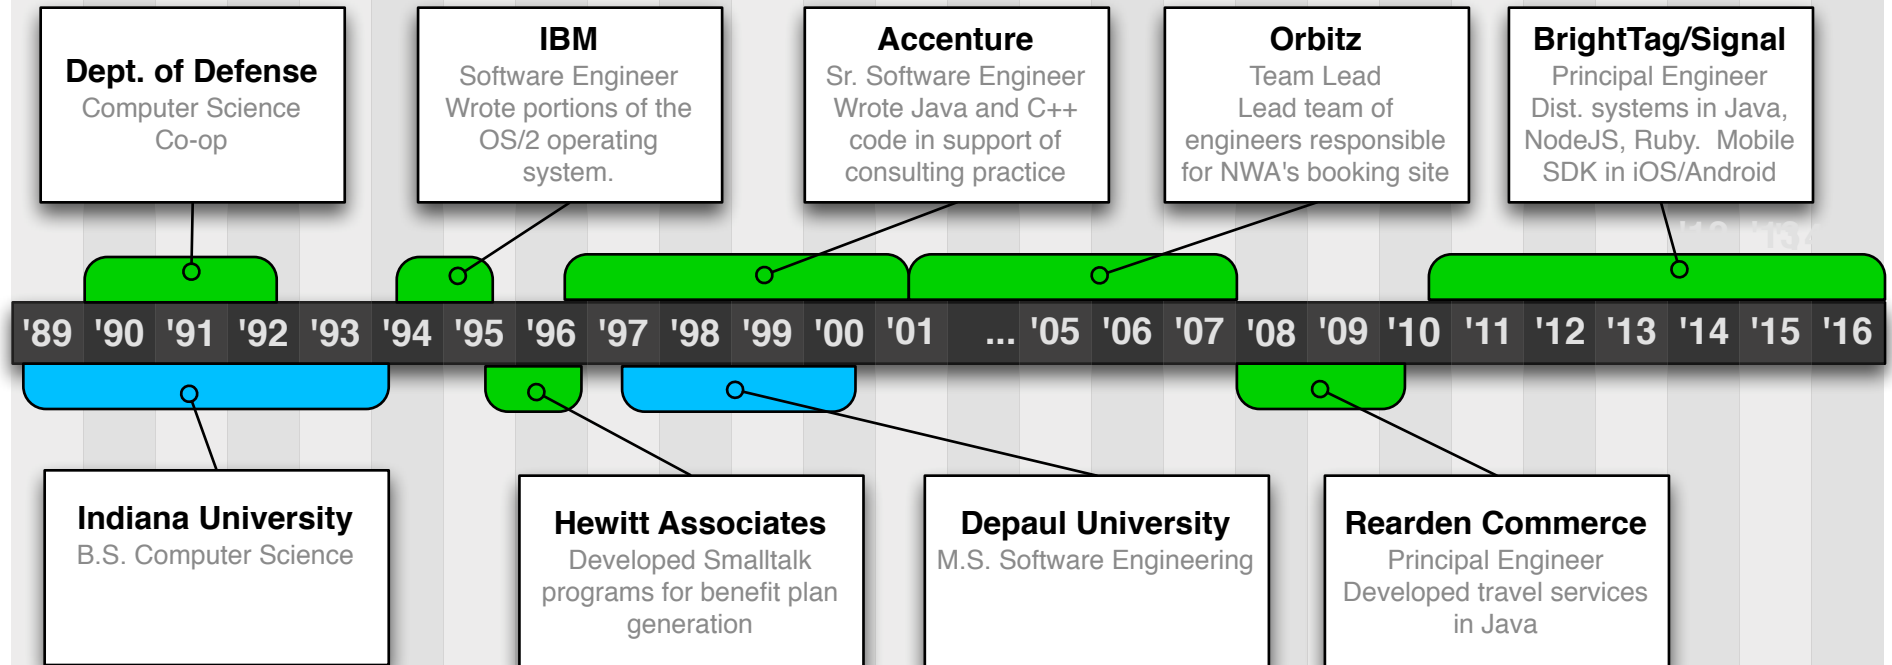 Dept. of Defense
Computer Science
Co-op
IBM
Software Engineer
Wrote portions of the
OS/2 operating
system.
Accenture
Sr. Software Engineer
Wrote Java and C++
code in support of
consulting practice
Orbitz
Team Lead
Lead team of
engineers responsible
for NWA's booking site
BrightTag/Signal
Principal Engineer
Dist. systems in Java,
NodeJS, Ruby.  Mobile
SDK in iOS/Android
'89 '90 '91 '92 '93 '94 '95 '96 '97 '98 '99 '00 '01 ... '05 '06 '07 '08 '09 '10 '11 '12 '13 '14 '15 '16
Indiana University
B.S. Computer Science
Hewitt Associates
Developed Smalltalk
programs for benefit plan
generation
Depaul University
M.S. Software Engineering
Rearden Commerce
Principal Engineer
Developed travel services
in Java